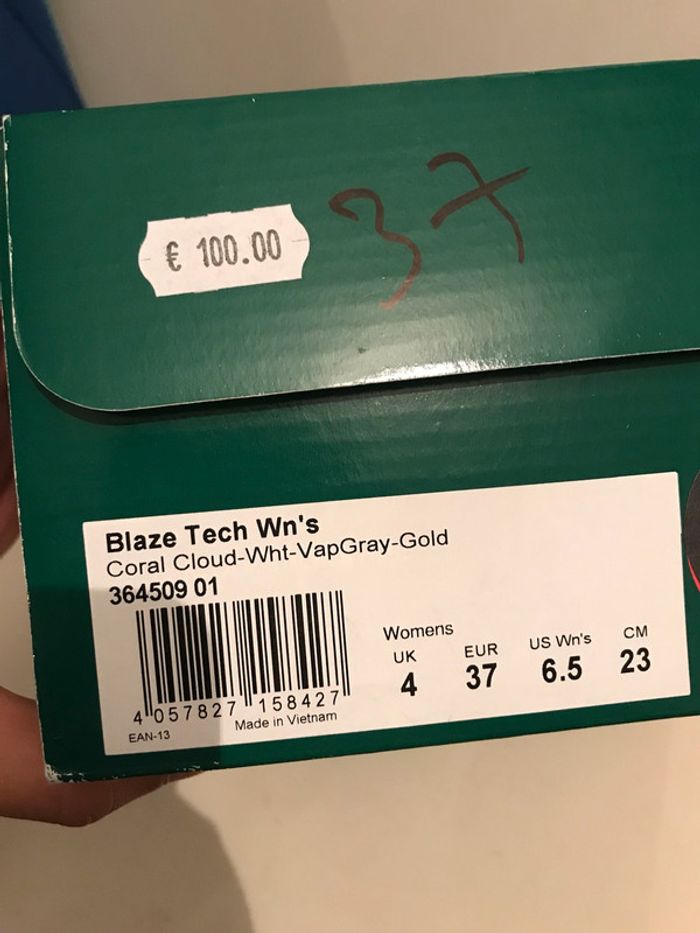 € 100.00
37
Blaze Tech Wn's
Coral Cloud-Wht-VapGray-Gold
364509 01
4 057827 158427
EAN-13
Made in Vietnam
Womens
UK EUR US Wn's CM
4 37 6.5 23